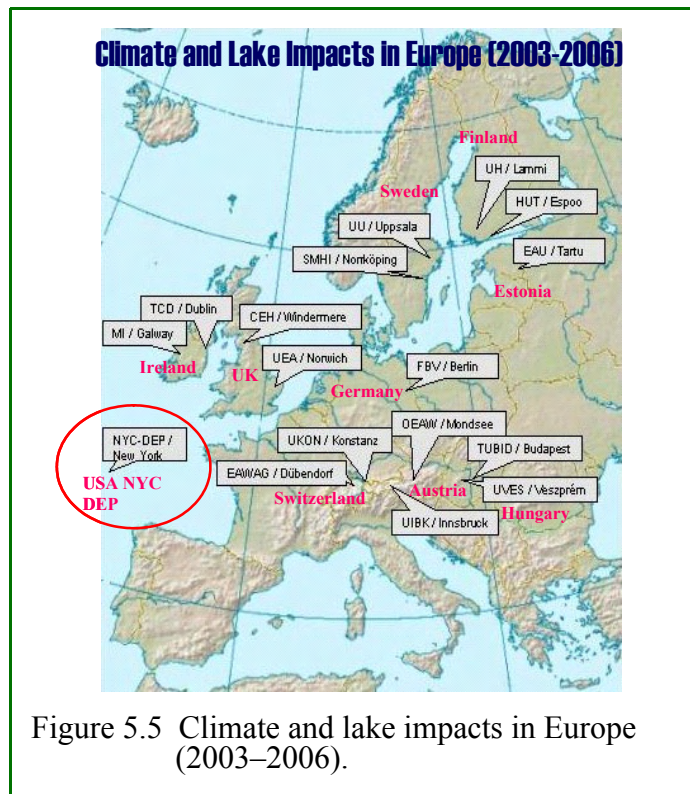 Climate and Lake Impacts in Europe (2003-2006)
Finland
UH / Lammi
Sweden
HUT / Espoo
UU / Uppsala
EAU / Tartu
SMHI / Norrköping
Estonia
TCD / Dublin
CEH / Windermere
MI / Galway
Ireland
UK
UEA / Norwich
FBV / Berlin
Germany
OEAW / Mondsee
NYC-DEP /
New York
UKON / Konstanz
TUBID / Budapest
EAWAG / Dübendorf
USA NYC
DEP
Switzerland
Austria
UVES / Veszprém
Hungary
UIBK / Innsbruck
Figure 5.5 Climate and lake impacts in Europe
(2003–2006).